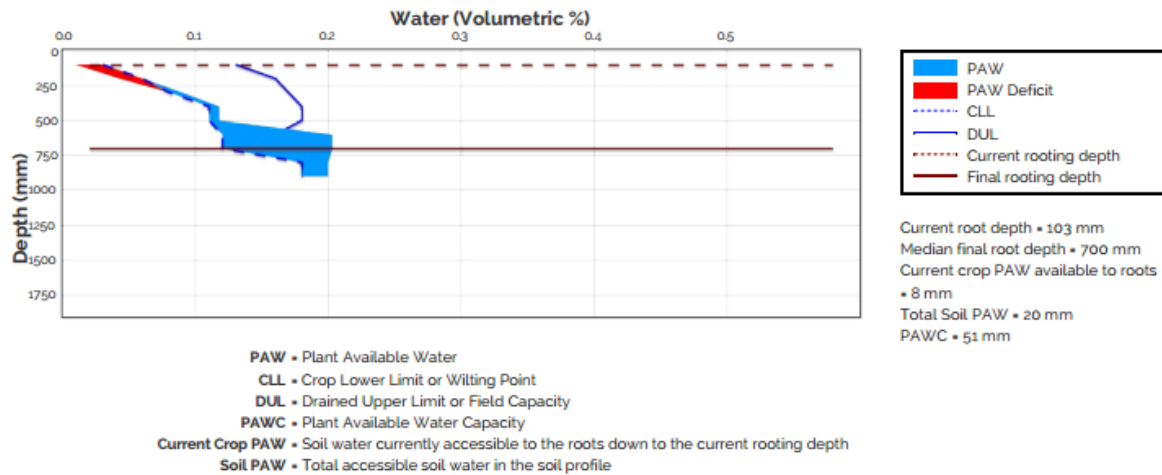 Water (Volumetric %)
0.0 0.1 0.2 0.3 0.4 0.5
0
250
500
750
1000
1250
1500
1750
Depth (mm)
PAW
PAW Deficit
CLL
DUL
Current rooting depth
Final rooting depth
Current root depth = 103 mm
Median final root depth = 700 mm
Current crop PAW available to roots
= 8 mm
Total Soil PAW = 20 mm
PAWC = 51 mm
PAW = Plant Available Water
CLL = Crop Lower Limit or Wilting Point
DUL = Drained Upper Limit or Field Capacity
PAWC = Plant Available Water Capacity
Current Crop PAW = Soil water currently accessible to the roots down to the current rooting depth
Soil PAW = Total accessible soil water in the soil profile